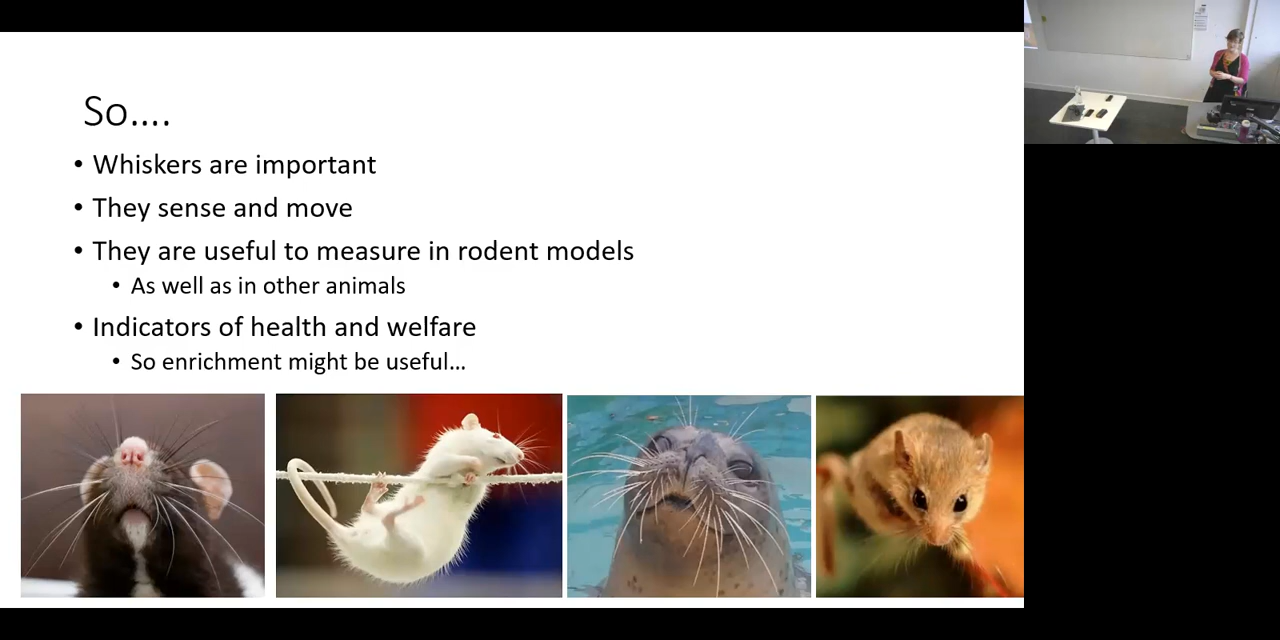 So....
• Whiskers are important
• They sense and move
• They are useful to measure in rodent models
• As well as in other animals
• Indicators of health and welfare
• So enrichment might be useful...